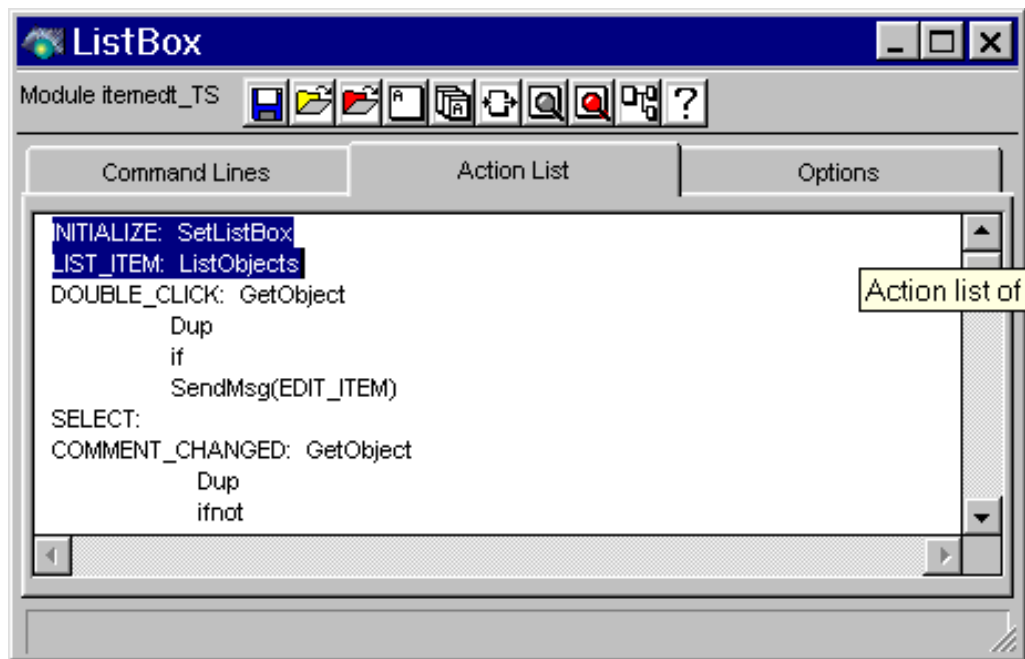 ListBox
Module itemedt_TS
A
A
?
Command Lines
Action List
Options
INITIALIZE: SetListBox
LIST_ITEM: ListObjects
DOUBLE_CLICK: GetObject
Dup
if
SendMsg(EDIT_ITEM)
SELECT:
COMMENT_CHANGED: GetObject
Dup
ifnot
Action list of